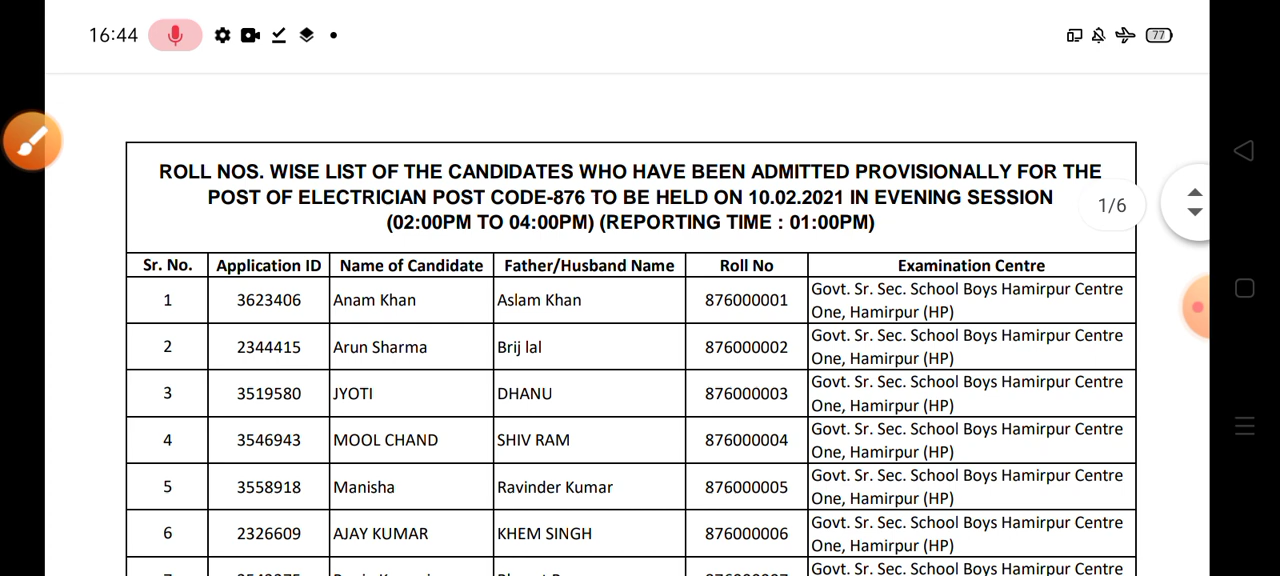 16:44
77
ROLL NOS. WISE LIST OF THE CANDIDATES WHO HAVE BEEN ADMITTED PROVISIONALLY FOR THE
POST OF ELECTRICIAN POST CODE-876 TO BE HELD ON 10.02.2021 IN EVENING SESSION
(02:00PM TO 04:00PM) (REPORTING TIME : 01:00PM)
1/6
Sr. No. Application ID Name of Candidate Father/Husband Name Roll No Examination Centre
1 3623406 Anam Khan Aslam Khan 876000001 Govt. Sr. Sec. School Boys Hamirpur Centre
One, Hamirpur (HP)
2 2344415 Arun Sharma Brij lal 876000002 Govt. Sr. Sec. School Boys Hamirpur Centre
One, Hamirpur (HP)
3 3519580 JYOTI DHANU 876000003 Govt. Sr. Sec. School Boys Hamirpur Centre
One, Hamirpur (HP)
4 3546943 MOOL CHAND SHIV RAM 876000004 Govt. Sr. Sec. School Boys Hamirpur Centre
One, Hamirpur (HP)
5 3558918 Manisha Ravinder Kumar 876000005 Govt. Sr. Sec. School Boys Hamirpur Centre
One, Hamirpur (HP)
6 2326609 AJAY KUMAR KHEM SINGH 876000006 Govt. Sr. Sec. School Boys Hamirpur Centre
One, Hamirpur (HP)
Govt. Sr. Sec. School Boys Hamirpur Centre